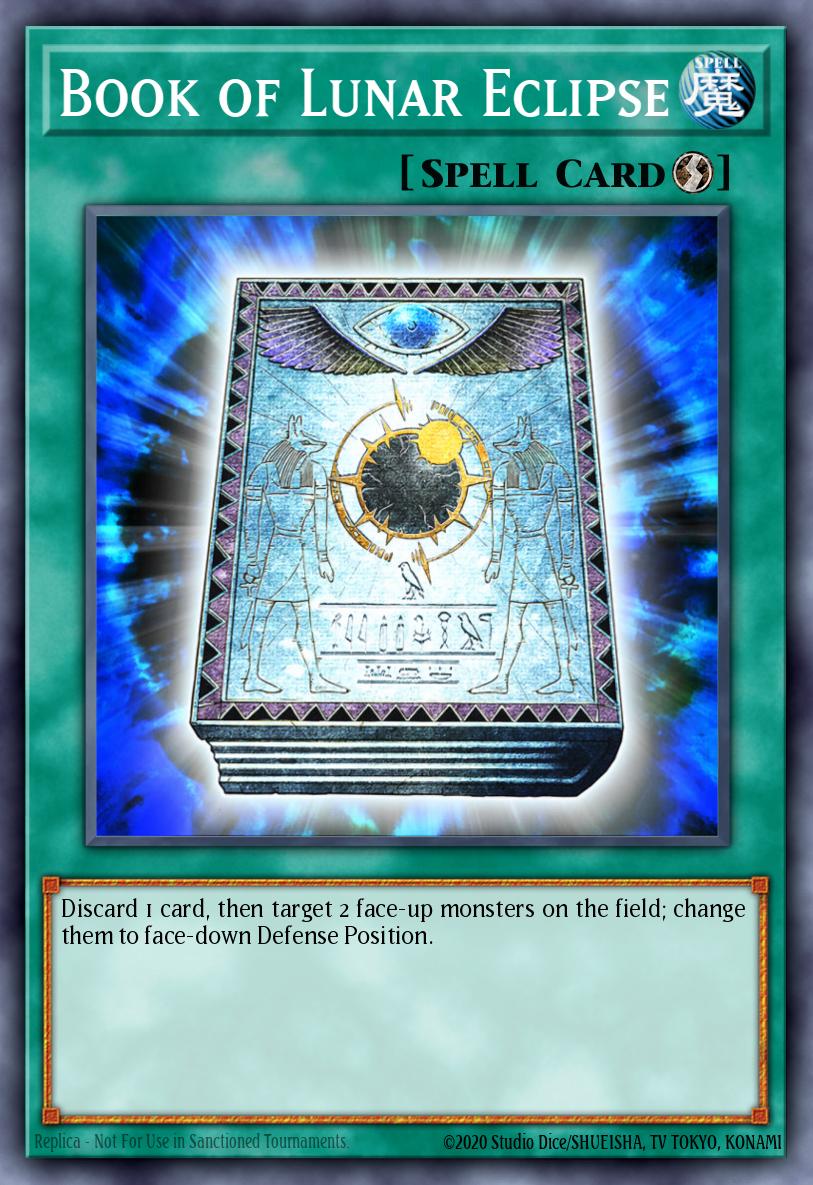 Book of Lunar Eclipse
SPELL
魔
[Spell Card]
Discard 1 card, then target 2 face-up monsters on the field; change
them to face-down Defense Position.
Replica - Not For Use in Sanctioned Tournaments.
©2020 Studio Dice/SHUEISHA, TV TOKYO, KONAMI